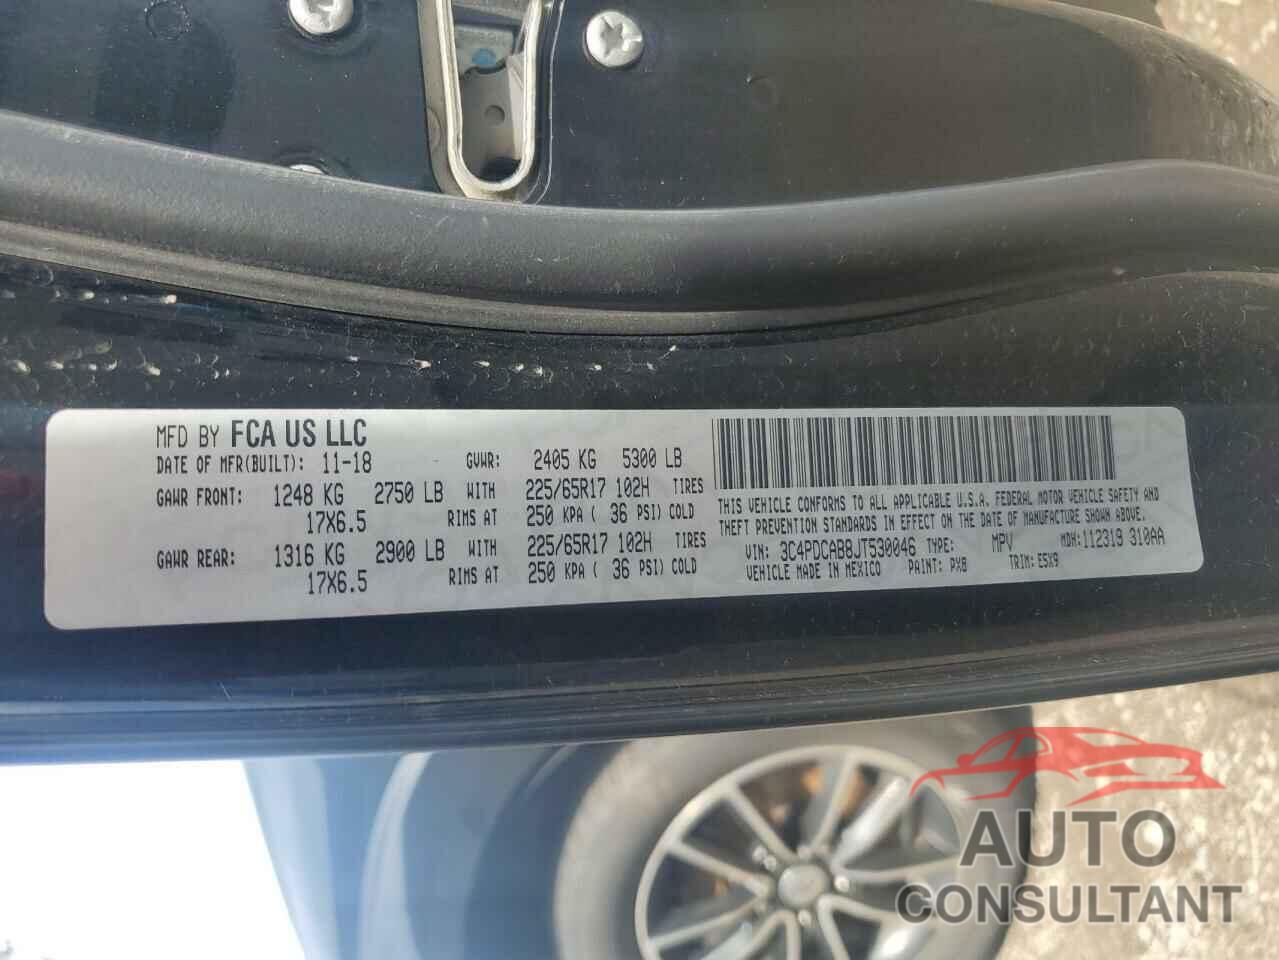 MFD BY FCA US LLC
DATE OF MFR(BUILT): 11-18 GVWR: 2405 KG 5300 LB
GAWR FRONT: 1248 KG 2750 LB WITH 225/65R17 102H TIRES
17X6.5 RIMS AT 250 KPA ( 36 PSI) COLD
GAWR REAR: 1316 KG 2900 LB WITH 225/65R17 102H TIRES
17X6.5 RIMS AT 250 KPA ( 36 PSI) COLD
THIS VEHICLE CONFORMS TO ALL APPLICABLE U.S.A. FEDERAL MOTOR VEHICLE SAFETY AND
THEFT PREVENTION STANDARDS IN EFFECT ON THE DATE OF MANUFACTURE SHOWN ABOVE.
VIN: 3C4PDCAB8JT530046 TYPE: MPV MDH: 112319 310AA
VEHICLE MADE IN MEXICO PAINT: PX8 TRIM: E5X9
AUTO
CONSULTANT